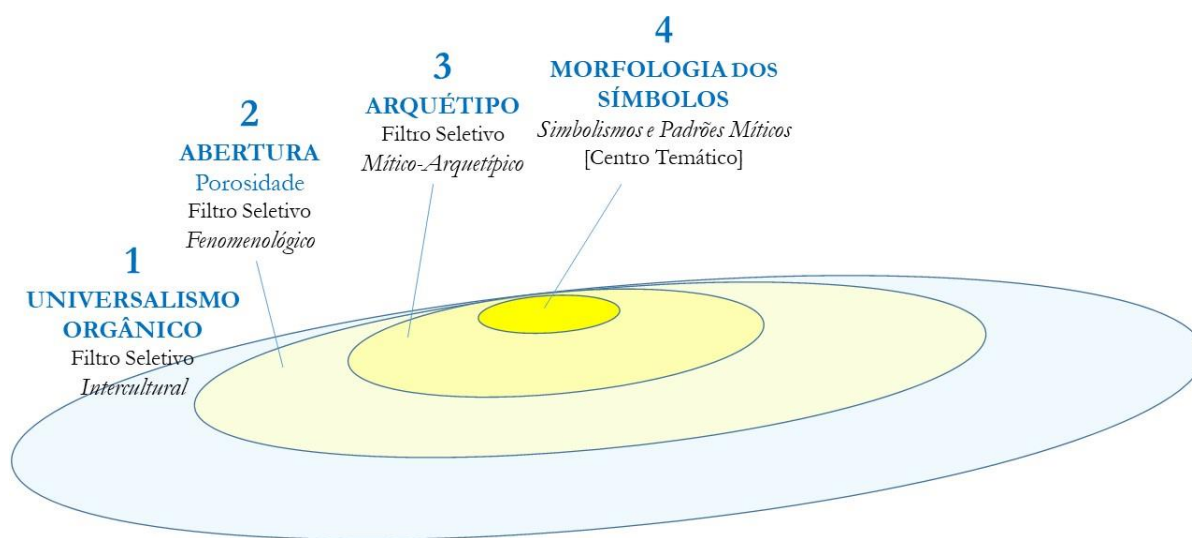 1
UNIVERSALISMO
ORGÂNICO
Filtro Seletivo
Intercultural
2
ABERTURA
Porosidade
Filtro Seletivo
Fenomenológico
3
ARQUÉTIPO
Filtro Seletivo
Mítico-Arquetípico
4
MORFOLOGIA DOS
SÍMBOLOS
Simbolismos e Padrões Míticos
[Centro Temático]